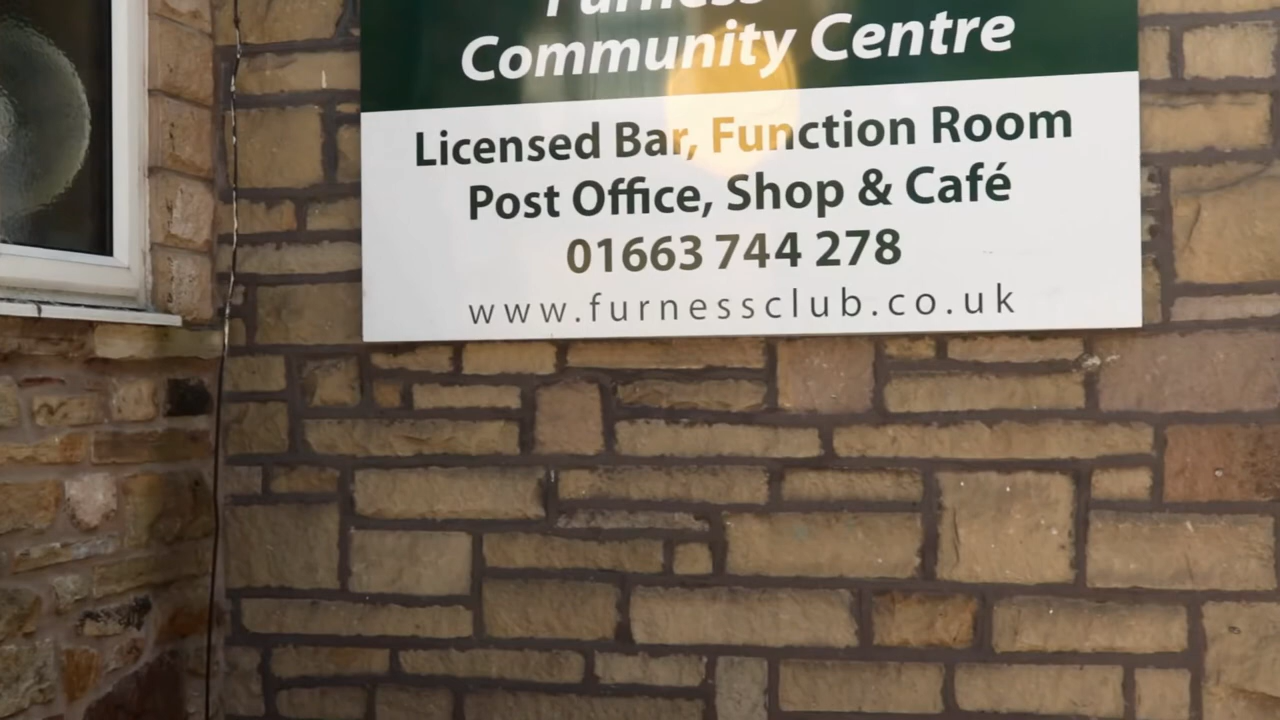 Furness
Community Centre
Licensed Bar, Function Room
Post Office, Shop & Café
01663 744 278
www.furnessclub.co.uk